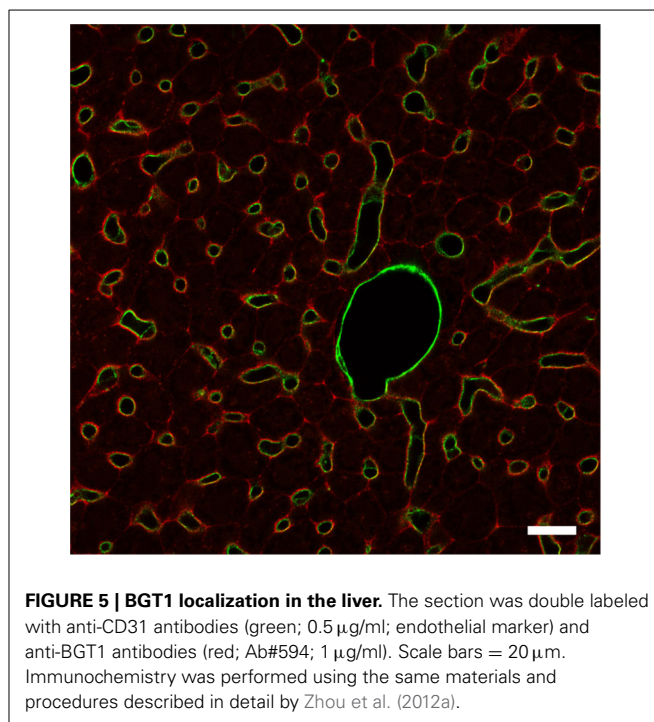 FIGURE 5 | BGT1 localization in the liver. The section was double labeled
with anti-CD31 antibodies (green; 0.5 μg/ml; endothelial marker) and
anti-BGT1 antibodies (red; Ab#594; 1 μg/ml). Scale bars = 20 μm.
Immunochemistry was performed using the same materials and
procedures described in detail by Zhou et al. (2012a).